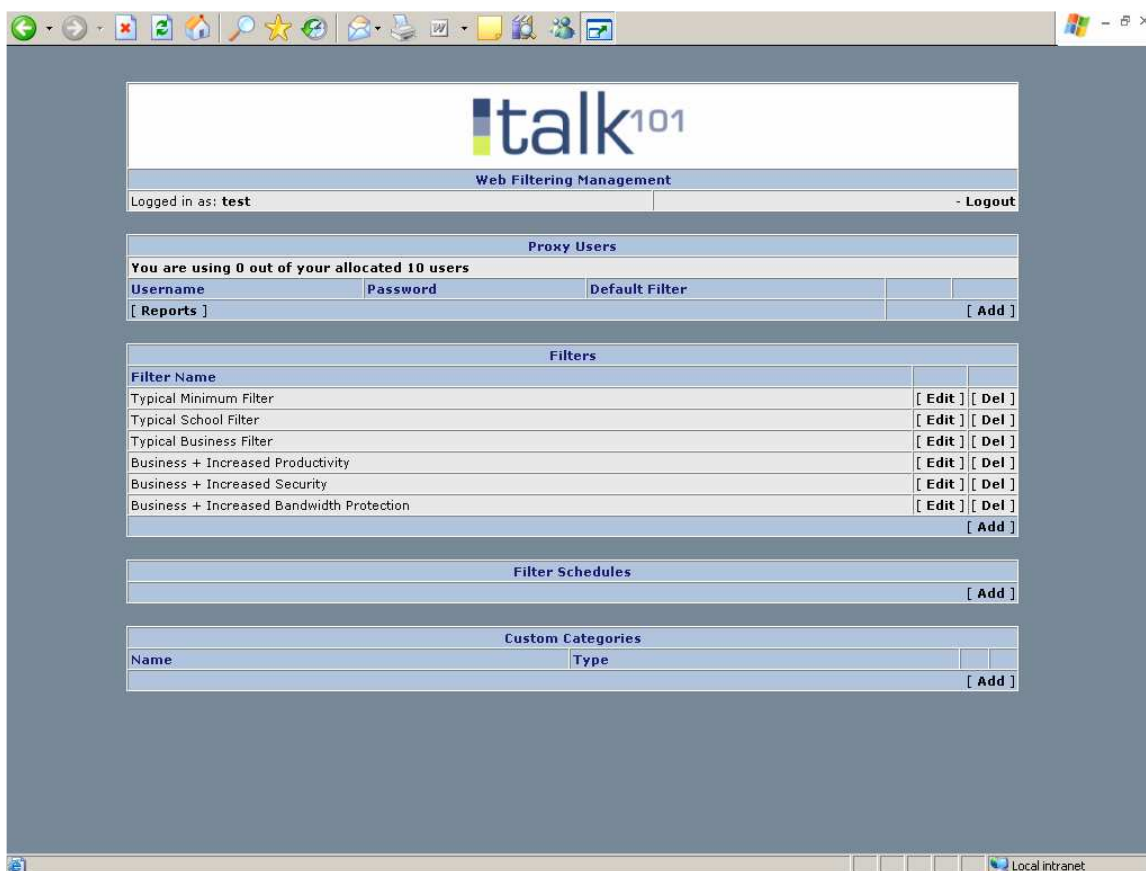 talk101
Web Filtering Management
Logged in as: test - Logout
Proxy Users
You are using 0 out of your allocated 10 users
Username Password Default Filter
[ Reports ] [ Add ]
Filters
Filter Name
Typical Minimum Filter [ Edit ] [ Del ]
Typical School Filter [ Edit ] [ Del ]
Typical Business Filter [ Edit ] [ Del ]
Business + Increased Productivity [ Edit ] [ Del ]
Business + Increased Security [ Edit ] [ Del ]
Business + Increased Bandwidth Protection [ Edit ] [ Del ]
[ Add ]
Filter Schedules
[ Add ]
Custom Categories
Name Type
[ Add ]
Local intranet